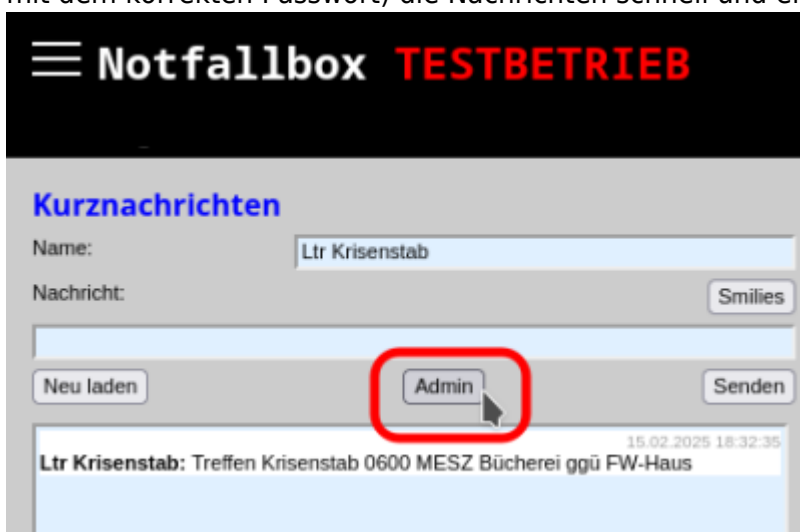 Notfallbox TESTBETRIEB
Kurznachrichten
Name: Ltr Krisenstab
Nachricht: Smilies
Neu laden Admin Senden
15.02.2025 18:32:35
Ltr Krisenstab: Treffen Krisenstab 0600 MESZ Bücherei ggü FW-Haus